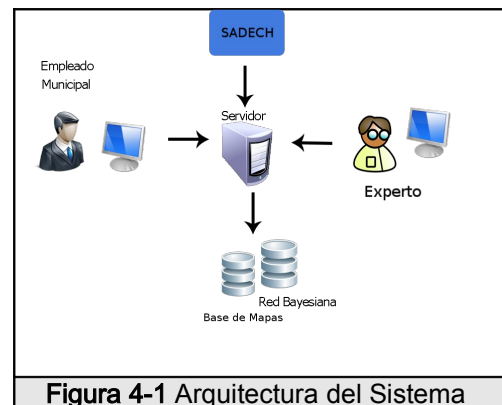 SADECH
Empleado
Municipal
Servidor
Experto
Red Bayesiana
Base de Mapas
Figura 4-1 Arquitectura del Sistema